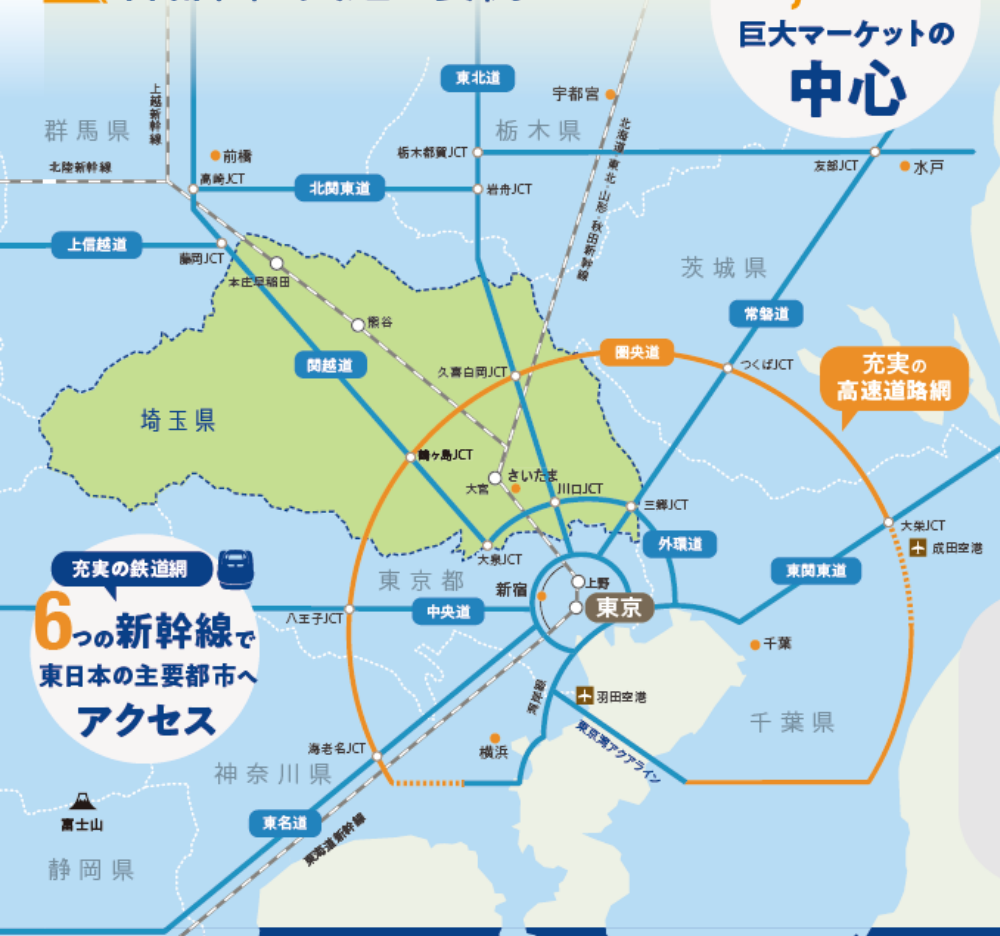 巨大マーケットの
中心
東北道
宇都宮
上越新幹線
群馬県
栃木県
北海道・東北・山形・秋田新幹線
前橋
栃木都賀JCT
友部JCT
水戸
北陸新幹線
高崎JCT
北関東道
岩舟JCT
上信越道
藤岡JCT
本庄早稲田
茨城県
常磐道
熊谷
圏央道
関越道
久喜白岡JCT
つくばJCT
充実の
高速道路網
埼玉県
鶴ヶ島JCT
さいたま
大宮
川口JCT
三郷JCT
大栄JCT
外環道
成田空港
大泉JCT
充実の鉄道網
東京都
新宿
上野
東関東道
東京
八王子JCT
中央道
6つの新幹線で
東日本の主要都市へ
アクセス
千葉
湾岸線
羽田空港
千葉県
東京湾アクアライン
横浜
海老名JCT
神奈川県
富士山
東名道
東海道新幹線
静岡県